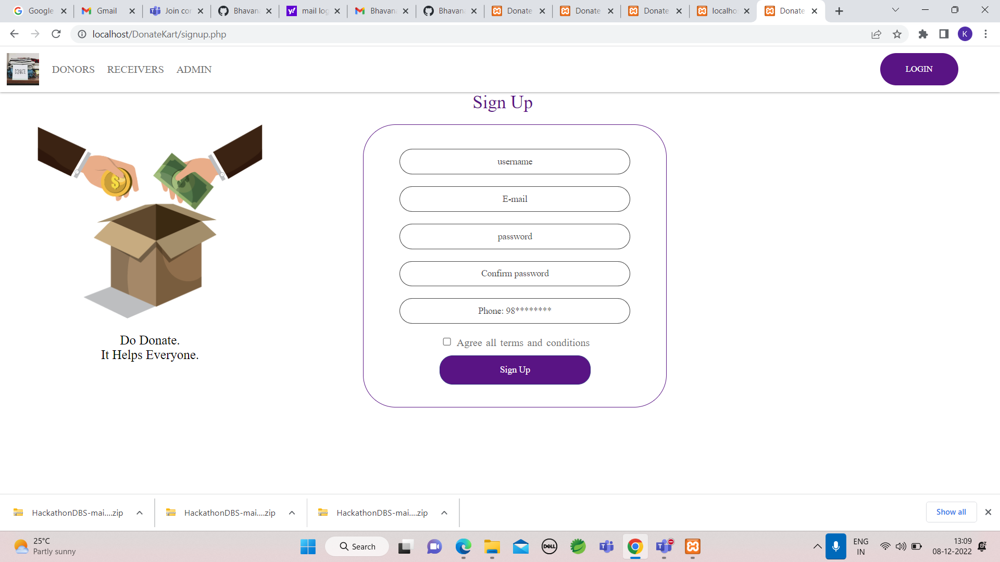 Google
Gmail
Join cor
Bhavan
mail log
Bhavan
Bhavan
Donate
Donate
Donate
localhos
Donate
localhost/DonateKart/signup.php
K
DONATE
DONORS
RECEIVERS
ADMIN
LOGIN
Sign Up
username
E-mail
password
Confirm password
Phone: 98********
Agree all terms and conditions
Sign Up
Do Donate.
It Helps Everyone.
HackathonDBS-mai....zip
HackathonDBS-mai....zip
HackathonDBS-mai....zip
Show all
25°C
Partly sunny
Search
DELL
ENG
IN
13:09
08-12-2022